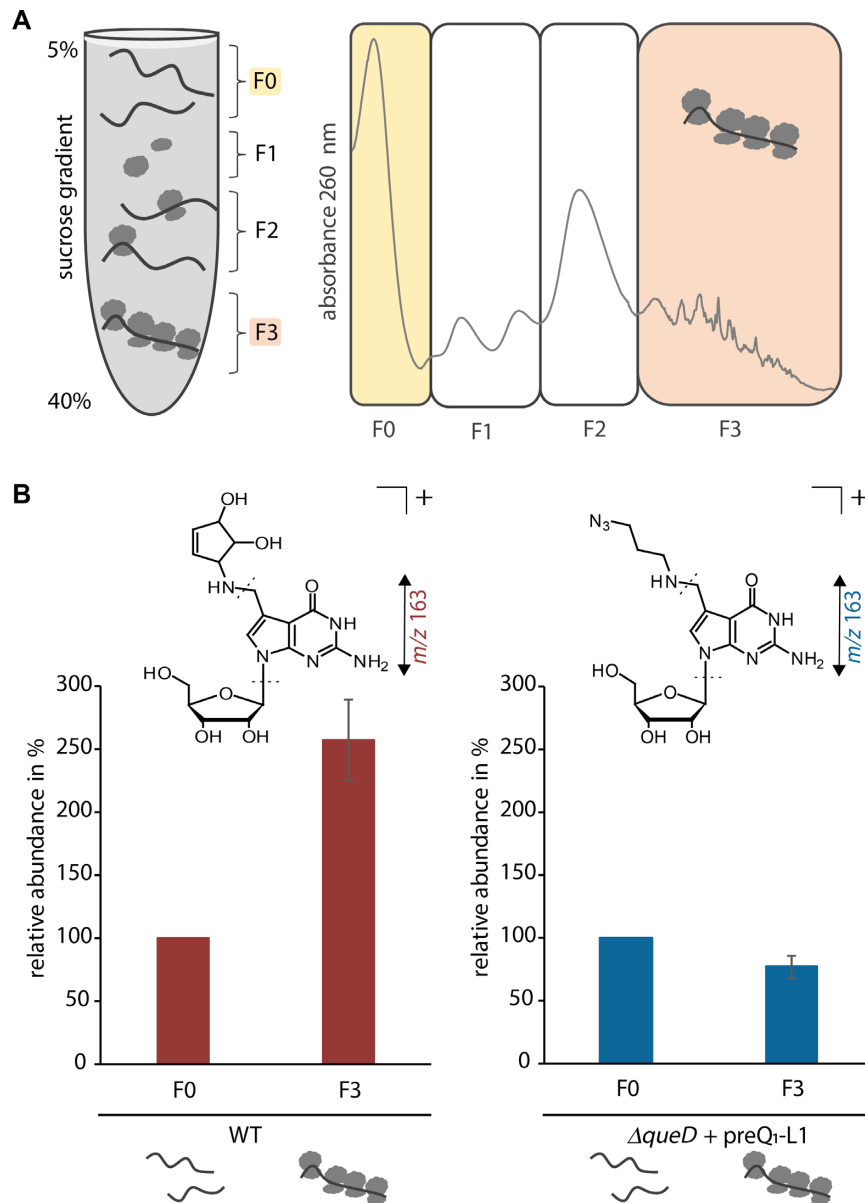 A
5%
sucrose gradient
40%
F0
F1
F2
F3
absorbance 260 nm
F0 F1 F2 F3
B
OH
OH
HN
O
NH
N
N
NH₂
HO
O
OH OH
+
m/z 163
N₃
HN
O
NH
N
N
NH₂
HO
O
OH OH
+
m/z 163
relative abundance in %
300
250
200
150
100
50
0
F0 F3
WT
relative abundance in %
300
250
200
150
100
50
0
F0 F3
ΔqueD + preQ₁-L1